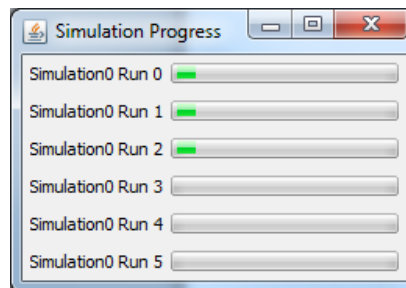 Simulation Progress
Simulation0 Run 0
Simulation0 Run 1
Simulation0 Run 2
Simulation0 Run 3
Simulation0 Run 4
Simulation0 Run 5